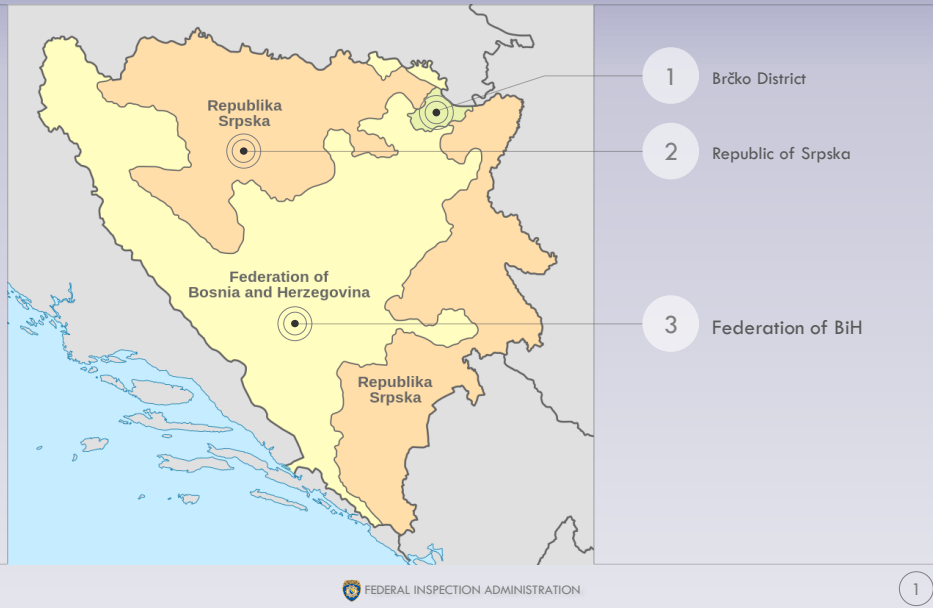 Republika
Srpska
Federation of
Bosnia and Herzegovina
Republika
Srpska
1
Brčko District
2
Republic of Srpska
3
Federation of BiH
FEDERAL INSPECTION ADMINISTRATION
1